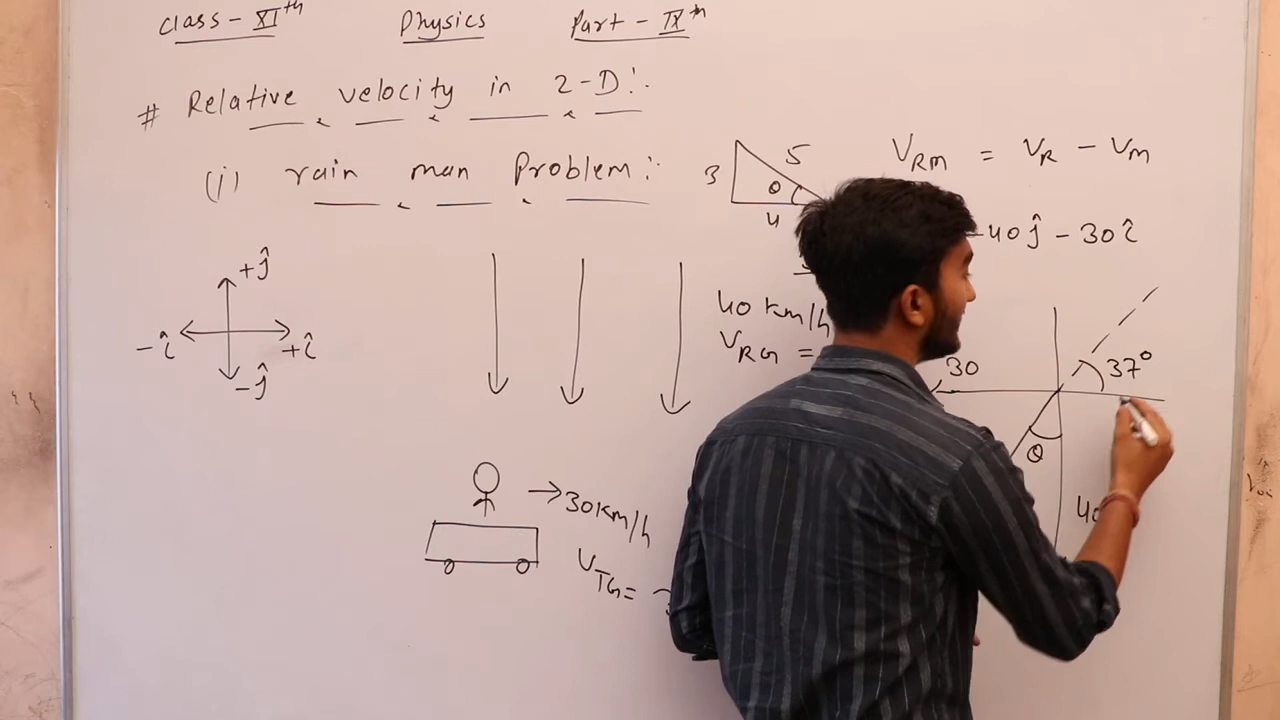 Class - XIth Physics Part - IXth
# Relative velocity in 2-D:-
(i) rain man Problem:
3 5 θ 4
V_RM = V_R - V_M
-40ĵ - 30î
+ĵ
-î +î
-ĵ
40 km/h
V_RG =
30 37°
θ
40
→ 30km/h
V_TG =